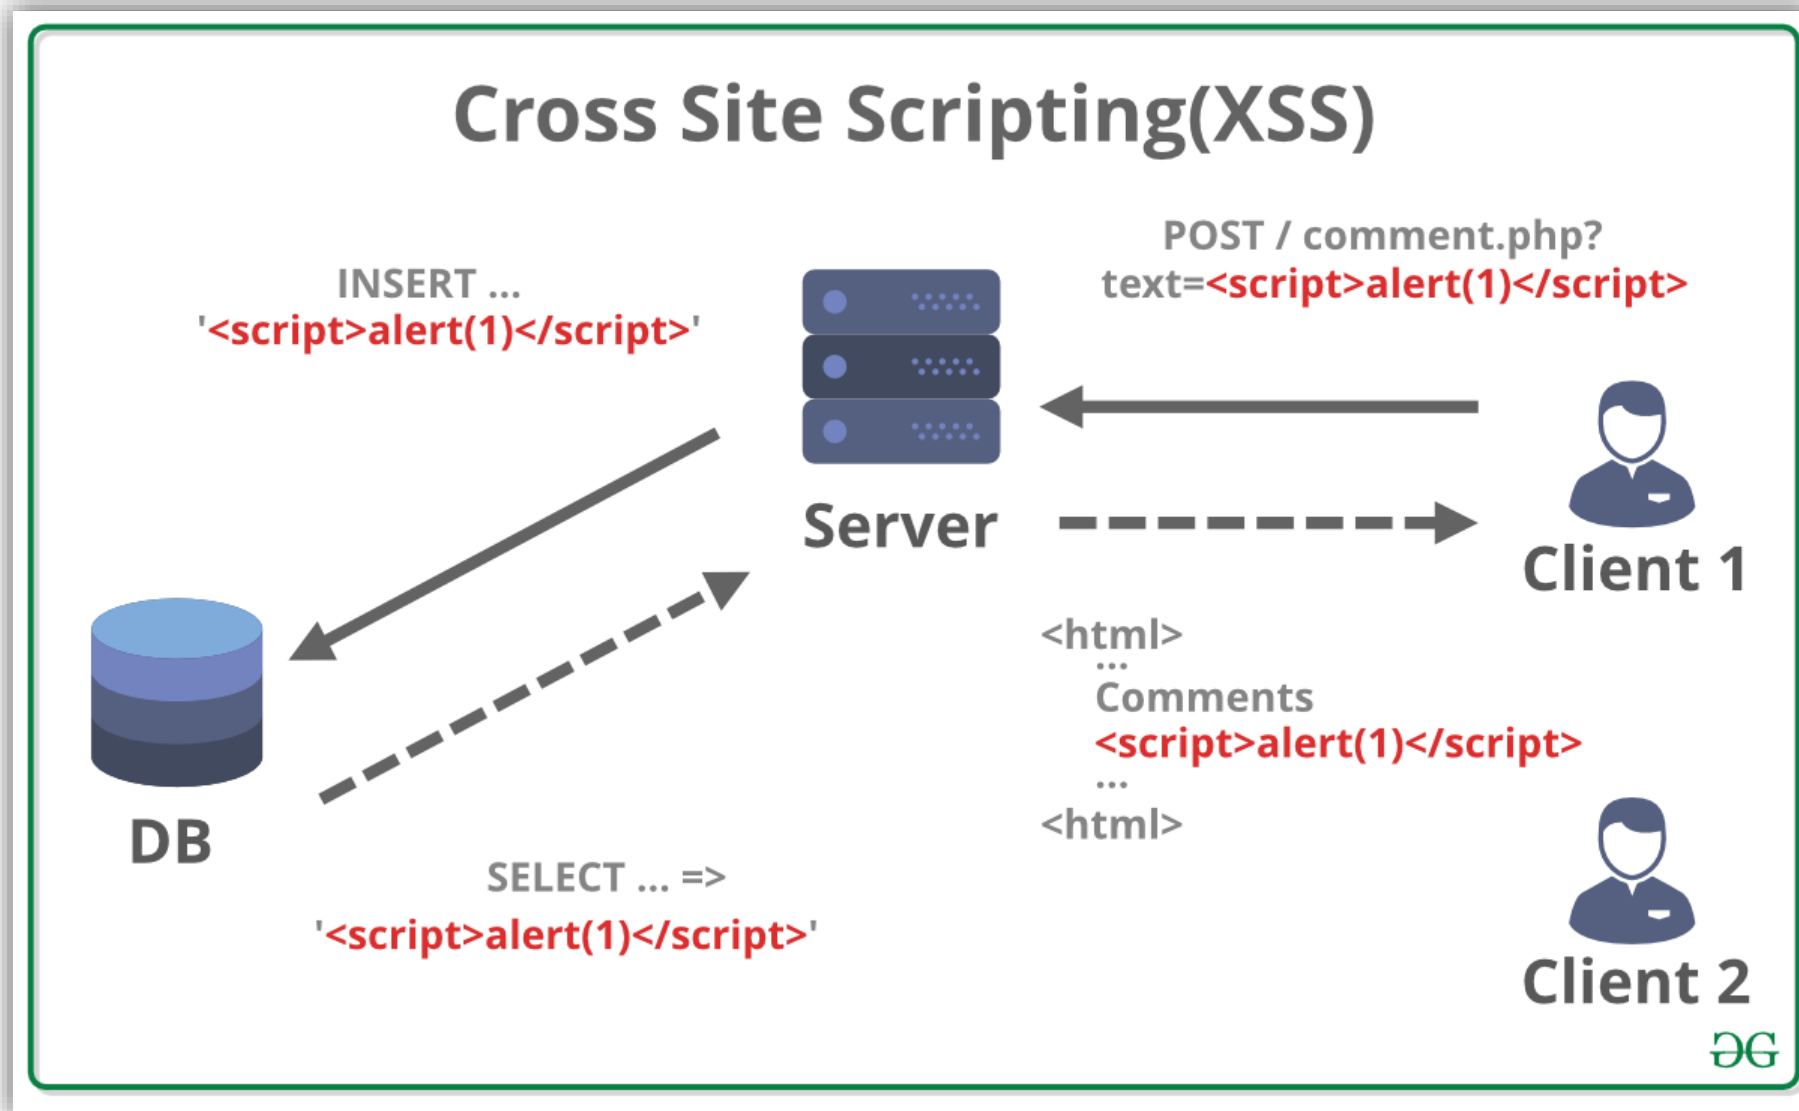 Cross Site Scripting(XSS)
POST / comment.php?
text=<script>alert(1)</script>
INSERT ...
'<script>alert(1)</script>'
Server
Client 1
<html>
...
Comments
<script>alert(1)</script>
...
<html>
DB
SELECT ... =>
'<script>alert(1)</script>'
Client 2